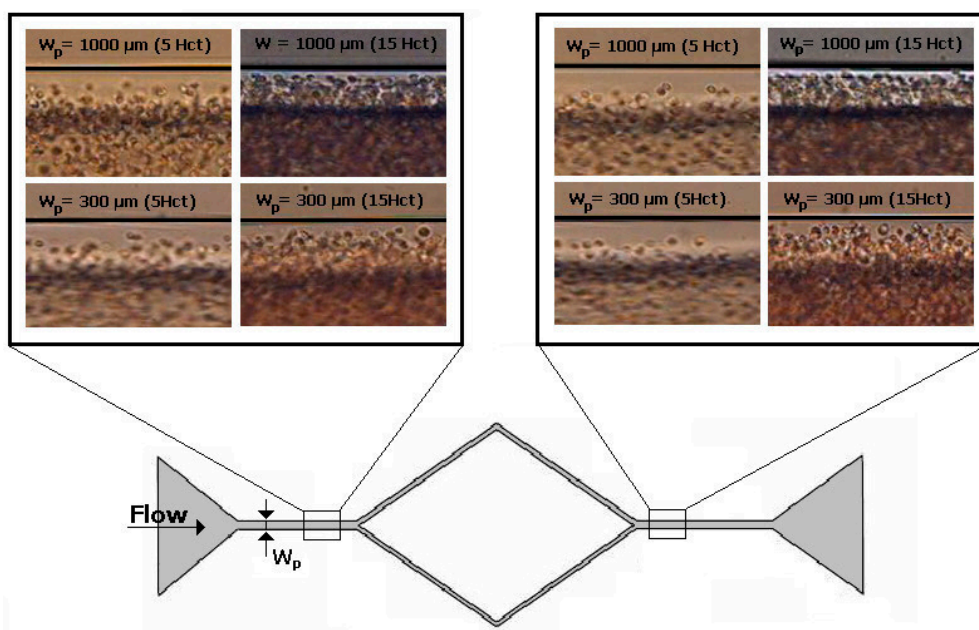 Wp= 1000 µm (5 Hct)
W = 1000 µm (15 Hct)
Wp= 300 µm (5Hct)
Wp= 300 µm (15Hct)
Wp= 1000 µm (5 Hct)
Wp= 1000 µm (15 Hct)
Wp= 300 µm (5Hct)
Wp= 300 µm (15Hct)
Flow
Wp